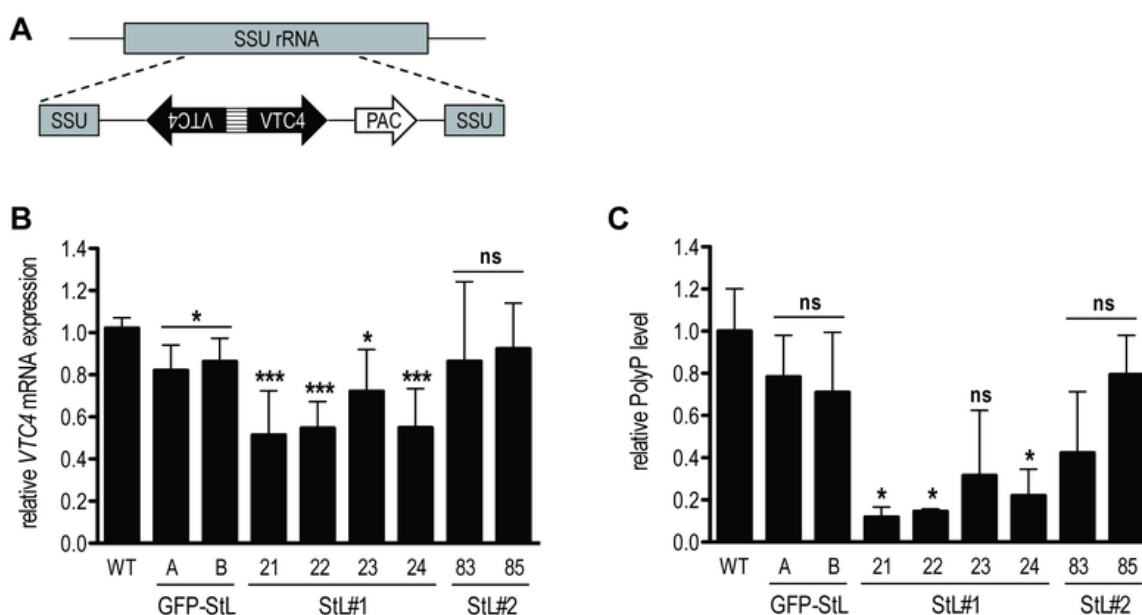 A
SSU rRNA
SSU VTC4 VTC4 PAC SSU
B
relative VTC4 mRNA expression
1.4
1.2
1.0
0.8
0.6
0.4
0.2
0.0
*
***
***
*
***
ns
WT A B 21 22 23 24 83 85
GFP-StL StL#1 StL#2
C
relative PolyP level
1.4
1.2
1.0
0.8
0.6
0.4
0.2
0.0
ns
*
*
ns
*
ns
WT A B 21 22 23 24 83 85
GFP-StL StL#1 StL#2